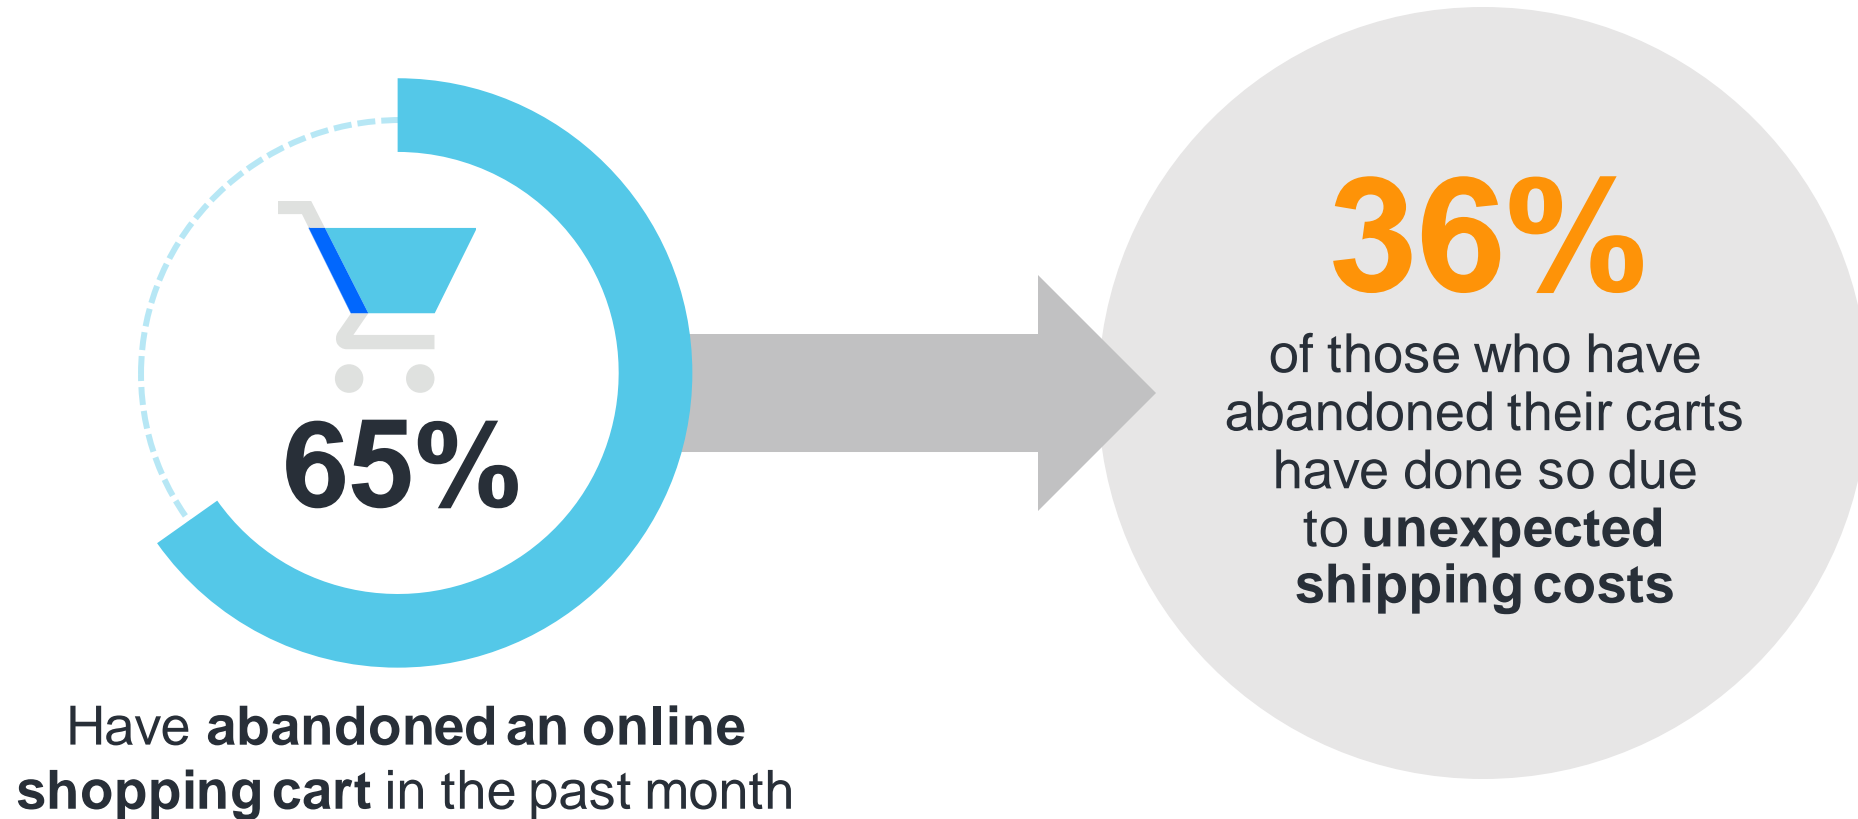 65%
Have abandoned an online
shopping cart in the past month
36%
of those who have
abandoned their carts
have done so due
to unexpected
shipping costs